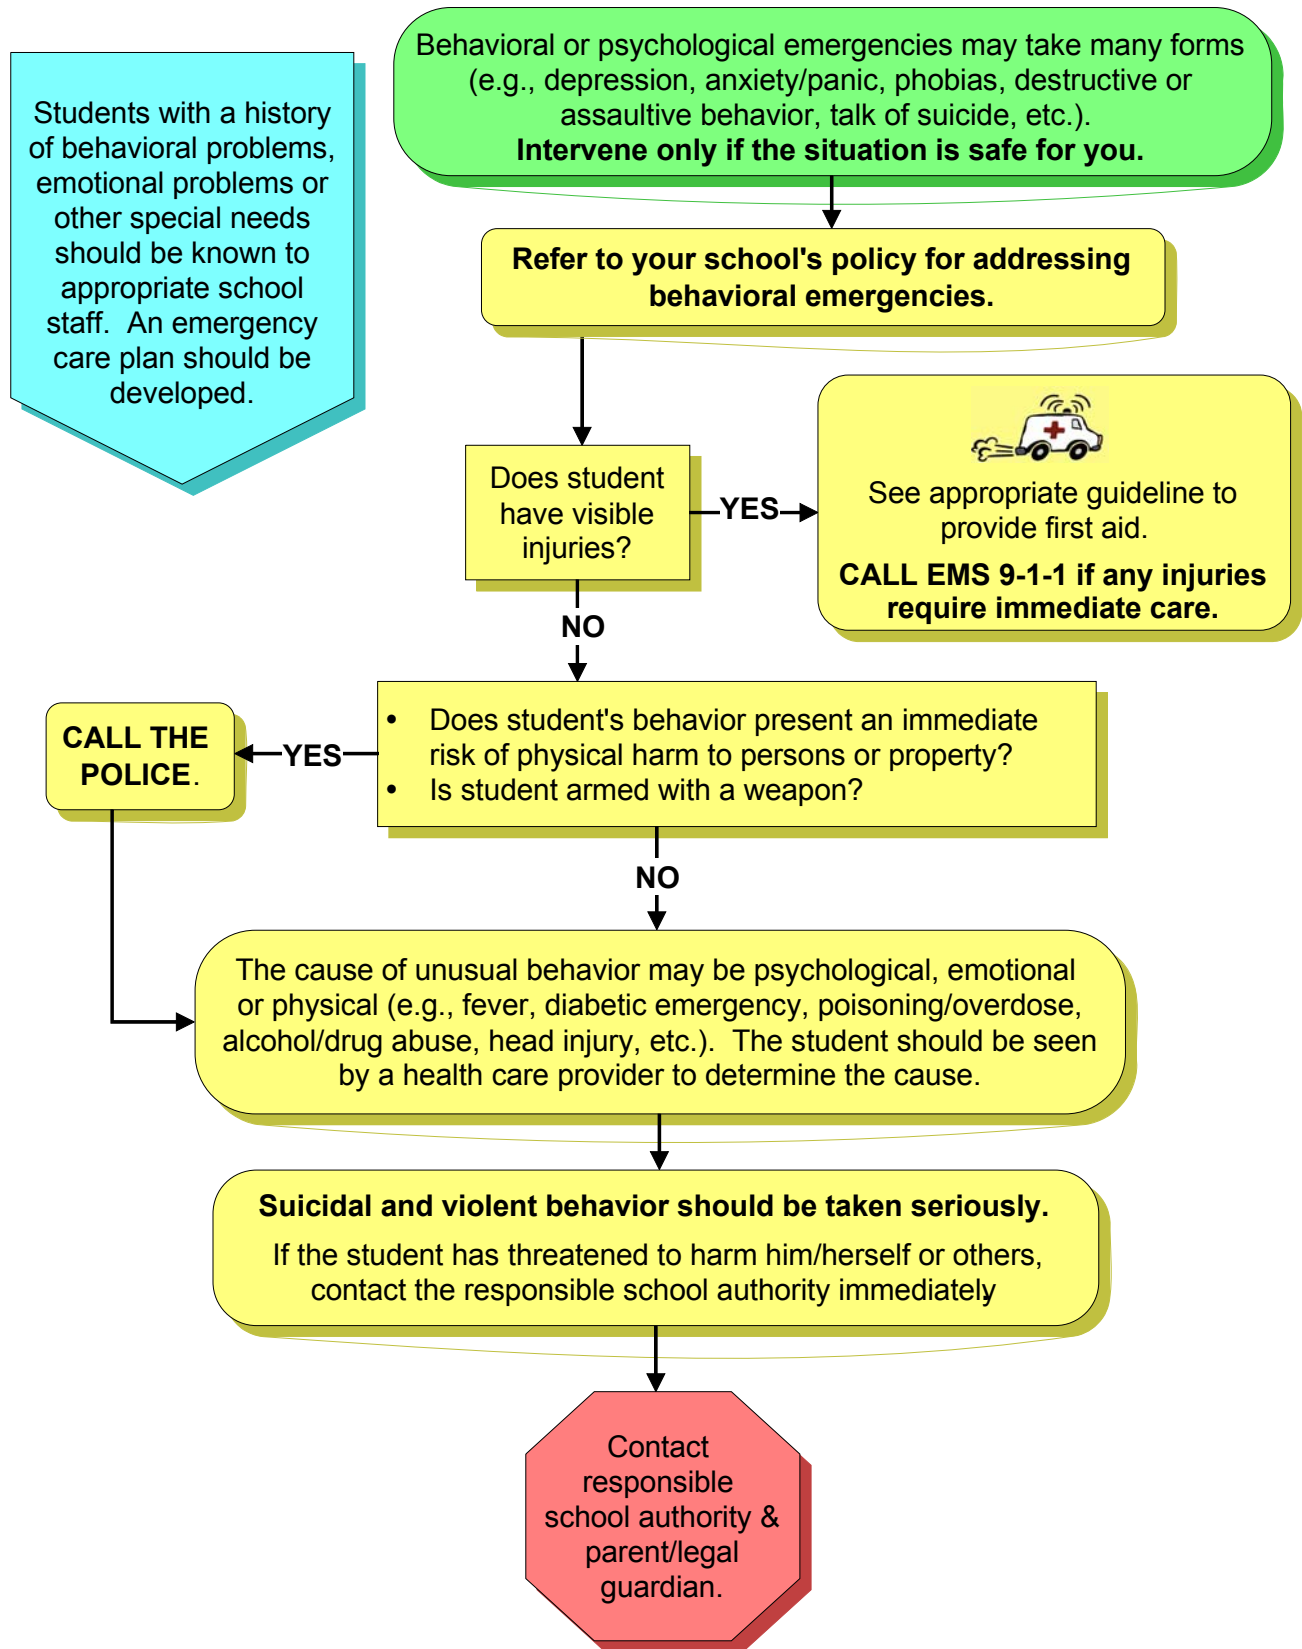 Students with a history
of behavioral problems,
emotional problems or
other special needs
should be known to
appropriate school
staff.  An emergency
care plan should be
developed.
Behavioral or psychological emergencies may take many forms
(e.g., depression, anxiety/panic, phobias, destructive or
assaultive behavior, talk of suicide, etc.).
Intervene only if the situation is safe for you.
Refer to your school's policy for addressing
behavioral emergencies.
Does student
have visible
injuries?
YES
See appropriate guideline to
provide first aid.
CALL EMS 9-1-1 if any injuries
require immediate care.
NO
• Does student's behavior present an immediate
risk of physical harm to persons or property?
• Is student armed with a weapon?
YES
CALL THE
POLICE.
NO
The cause of unusual behavior may be psychological, emotional
or physical (e.g., fever, diabetic emergency, poisoning/overdose,
alcohol/drug abuse, head injury, etc.).  The student should be seen
by a health care provider to determine the cause.
Suicidal and violent behavior should be taken seriously.
If the student has threatened to harm him/herself or others,
contact the responsible school authority immediately.
Contact
responsible
school authority &
parent/legal
guardian.